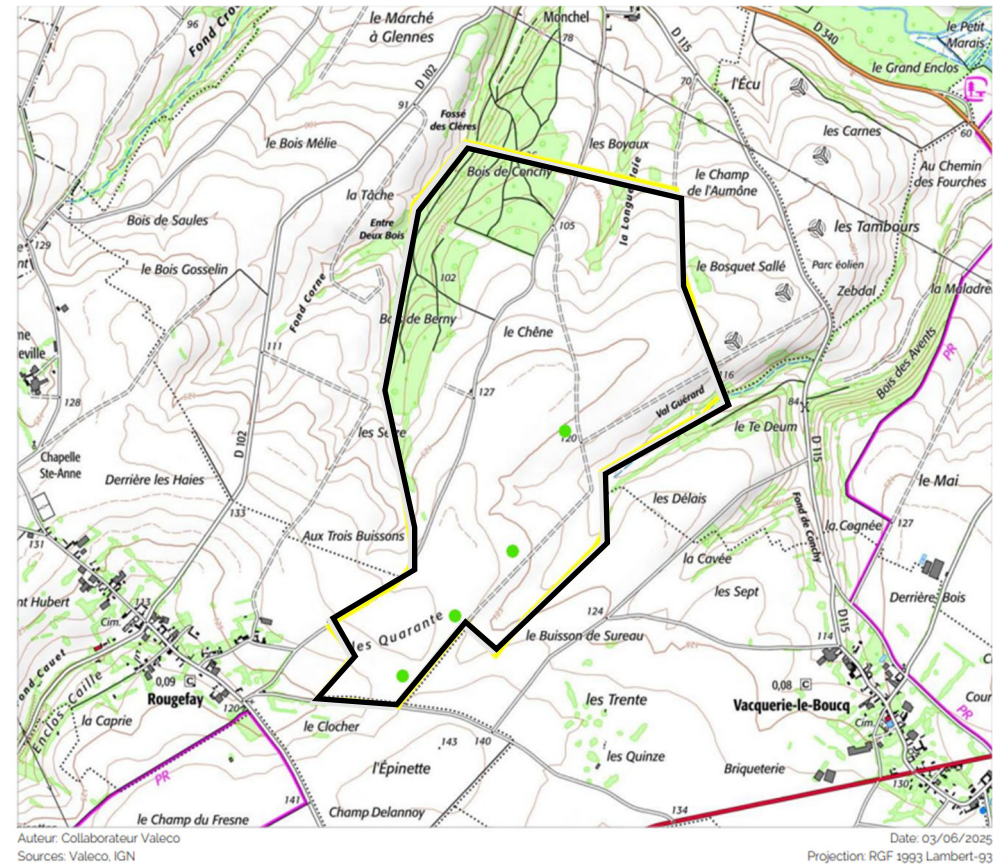 96
Fond Cro
le Marché
à Glennes
Monchel
78
D 115
D 340
le Petit
Marais
le Grand Enclos
D 102
91
70
l'Écu
Fossé
des Clères
60
le Bois Mélie
les Boyaux
les Carnes
Bois de Conchy
Au Chemin
des Fourches
la Tâche
le Champ
de l'Aumône
Bois de Saules
Entre
Deux Bois
105
les Tambours
129
le Bois Gosselin
102
le Bosquet Sallé
Parc éolien
Zebdal
la Maladre
Fond Corne
de Berny
le Chêne
111
116
Bois des Avents
PR
eville
127
Val Guérard
128
84
le Te Deum
D 102
120
D 115
Chapelle
Ste-Anne
Derrière les Haies
133
les Délais
le Mai
Fond de Conchy
131
Aux Trois Buissons
la Cognée
127
la Cavée
nt Hubert
113
Cim.
les Sept
Derrière Bois
124
les Quarante
le Buisson de Sureau
114
D115
Fond Cauet
Enclos Caille
0,09 C
Rougefay
0,08 C
Vacquerie-le-Boucq
Cour
la Caprie
120
le Clocher
les Trente
Cim.
PR
143
140
les Quinze
PR
l'Épinette
Briqueterie
130
141
le Champ du Fresne
Champ Delannoy
134
Auteur: Collaborateur Valeco
Date: 03/06/2025
Sources: Valeco, IGN
Projection: RGF 1993 Lambert-93